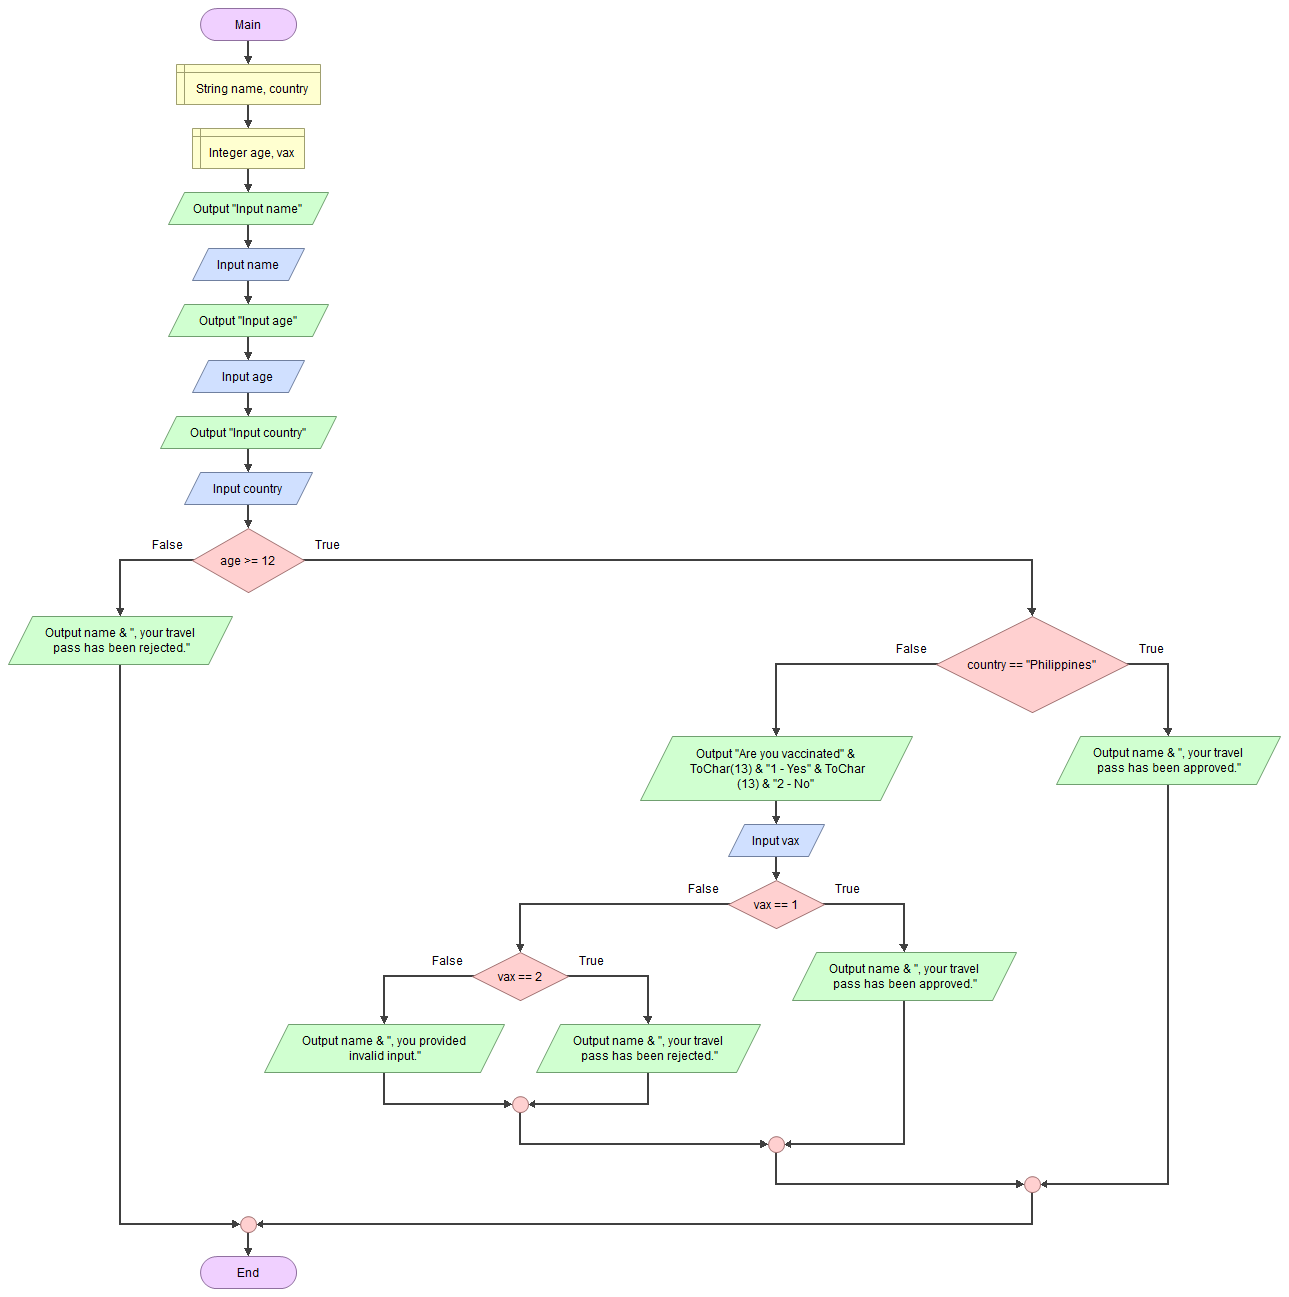 Main
String name, country
Integer age, vax
Output "Input name"
Input name
Output "Input age"
Input age
Output "Input country"
Input country
False
True
age >= 12
Output name & ", your travel
pass has been rejected."
False
True
country == "Philippines"
Output "Are you vaccinated" &
ToChar(13) & "1 - Yes" & ToChar
(13) & "2 - No"
Output name & ", your travel
pass has been approved."
Input vax
False
True
vax == 1
False
True
vax == 2
Output name & ", your travel
pass has been approved."
Output name & ", you provided
invalid input."
Output name & ", your travel
pass has been rejected."
End